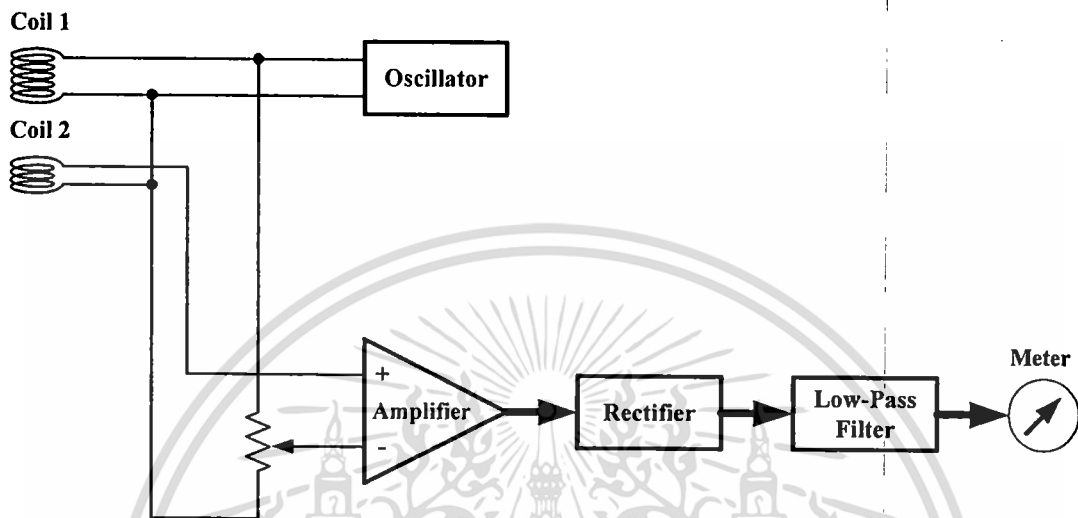 Coil 1
Oscillator
Coil 2
+
Amplifier
-
Rectifier
Low-Pass
Filter
Meter